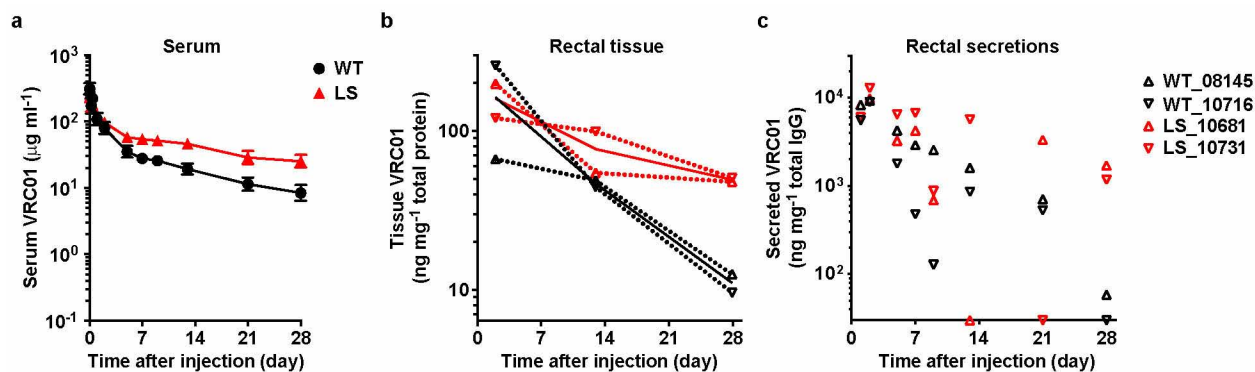 a
Serum
10³
10²
10¹
10⁰
10⁻¹
Serum VRC01 (µg ml⁻¹)
0 7 14 21 28
Time after injection (day)
WT
LS
b
Rectal tissue
100
10
Tissue VRC01
(ng mg⁻¹ total protein)
0 7 14 21 28
Time after injection (day)
c
Rectal secretions
10⁴
10³
10²
Secreted VRC01
(ng mg⁻¹ total IgG)
0 7 14 21 28
Time after injection (day)
WT_08145
WT_10716
LS_10681
LS_10731